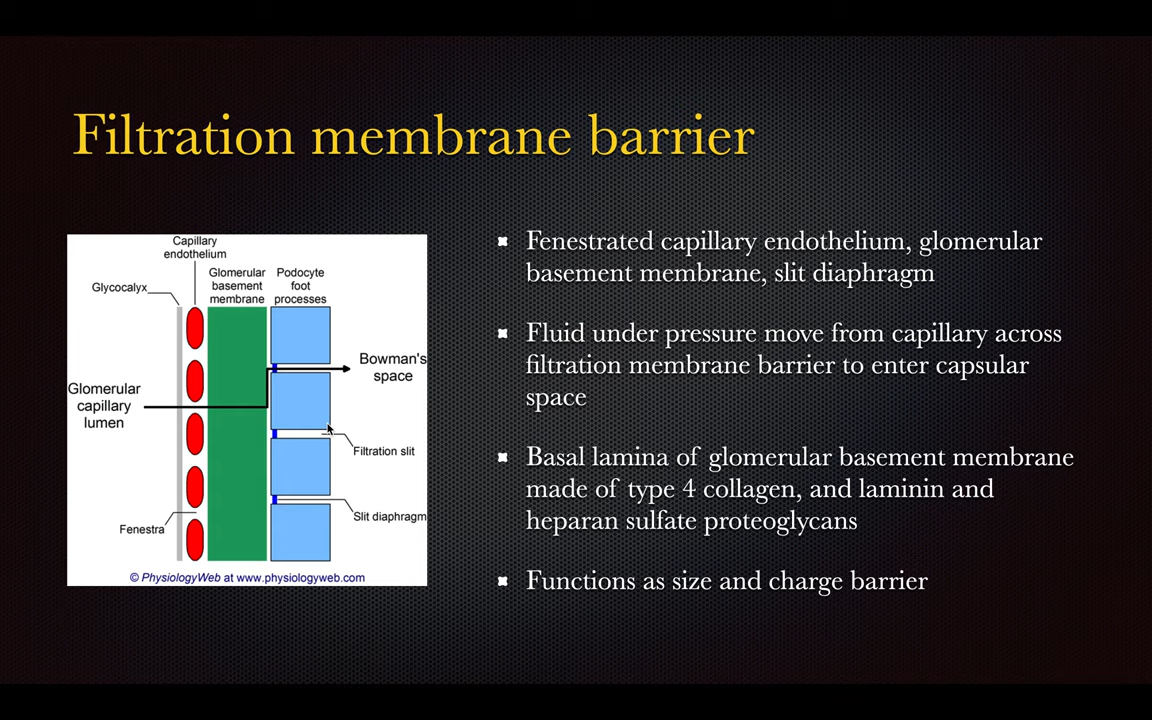 Filtration membrane barrier
Capillary
endothelium
Glomerular
basement
membrane
Podocyte
foot
processes
Glycocalyx
Bowman's
space
Glomerular
capillary
lumen
Filtration slit
Slit diaphragm
Fenestra
© PhysiologyWeb at www.physiologyweb.com
Fenestrated capillary endothelium, glomerular
basement membrane, slit diaphragm
Fluid under pressure move from capillary across
filtration membrane barrier to enter capsular
space
Basal lamina of glomerular basement membrane
made of type 4 collagen, and laminin and
heparan sulfate proteoglycans
Functions as size and charge barrier